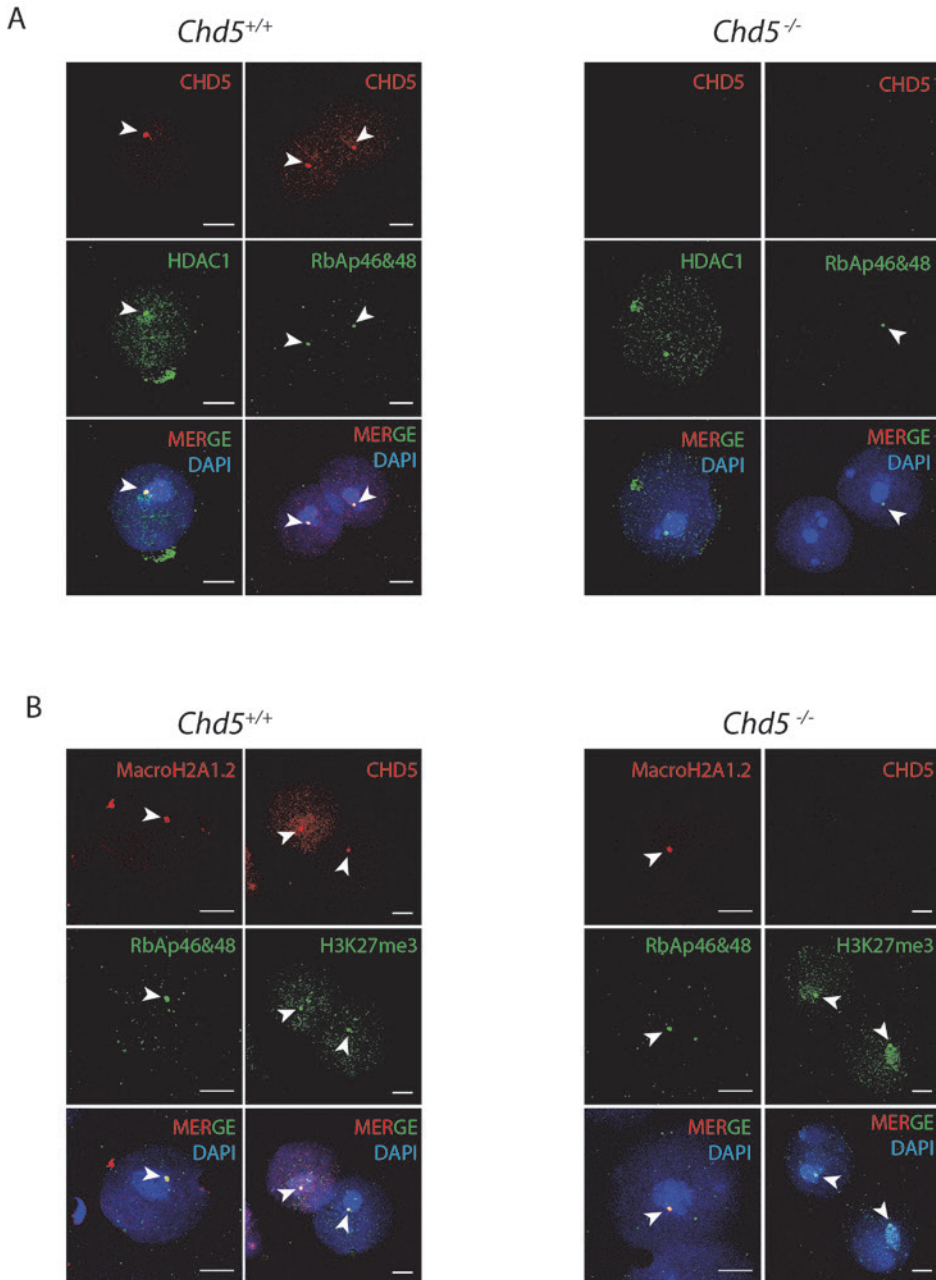 A
Chd5+/+
Chd5-/-
CHD5
CHD5
CHD5
CHD5
HDAC1
RbAp46&48
HDAC1
RbAp46&48
MERGE
DAPI
MERGE
DAPI
MERGE
DAPI
MERGE
DAPI
B
Chd5+/+
Chd5-/-
MacroH2A1.2
CHD5
MacroH2A1.2
CHD5
RbAp46&48
H3K27me3
RbAp46&48
H3K27me3
MERGE
DAPI
MERGE
DAPI
MERGE
DAPI
MERGE
DAPI